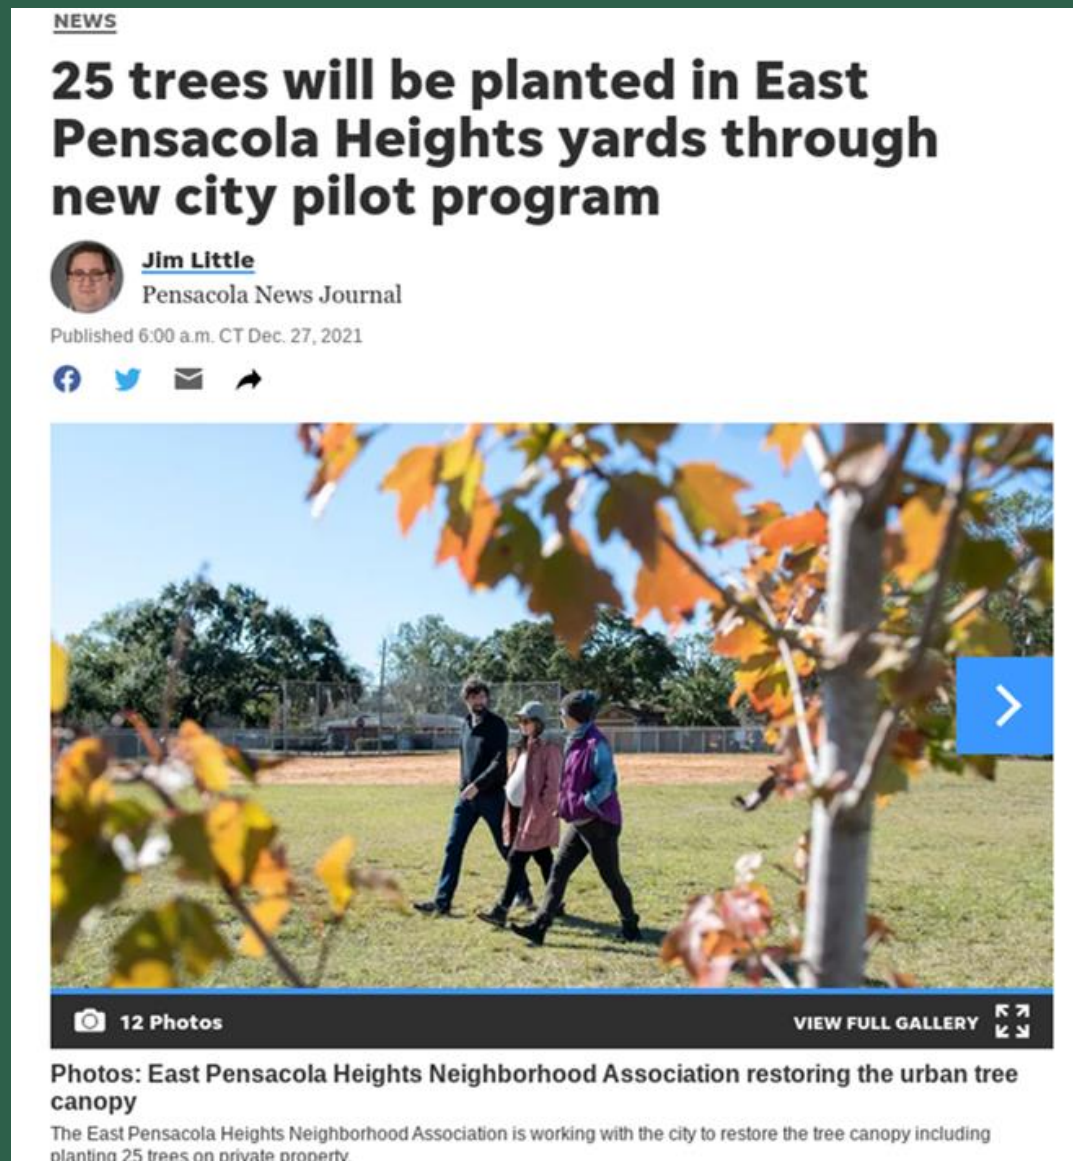 NEWS
25 trees will be planted in East
Pensacola Heights yards through
new city pilot program
Jim Little
Pensacola News Journal
Published 6:00 a.m. CT Dec. 27, 2021
12 Photos
VIEW FULL GALLERY
Photos: East Pensacola Heights Neighborhood Association restoring the urban tree
canopy
The East Pensacola Heights Neighborhood Association is working with the city to restore the tree canopy including
planting 25 trees on private property